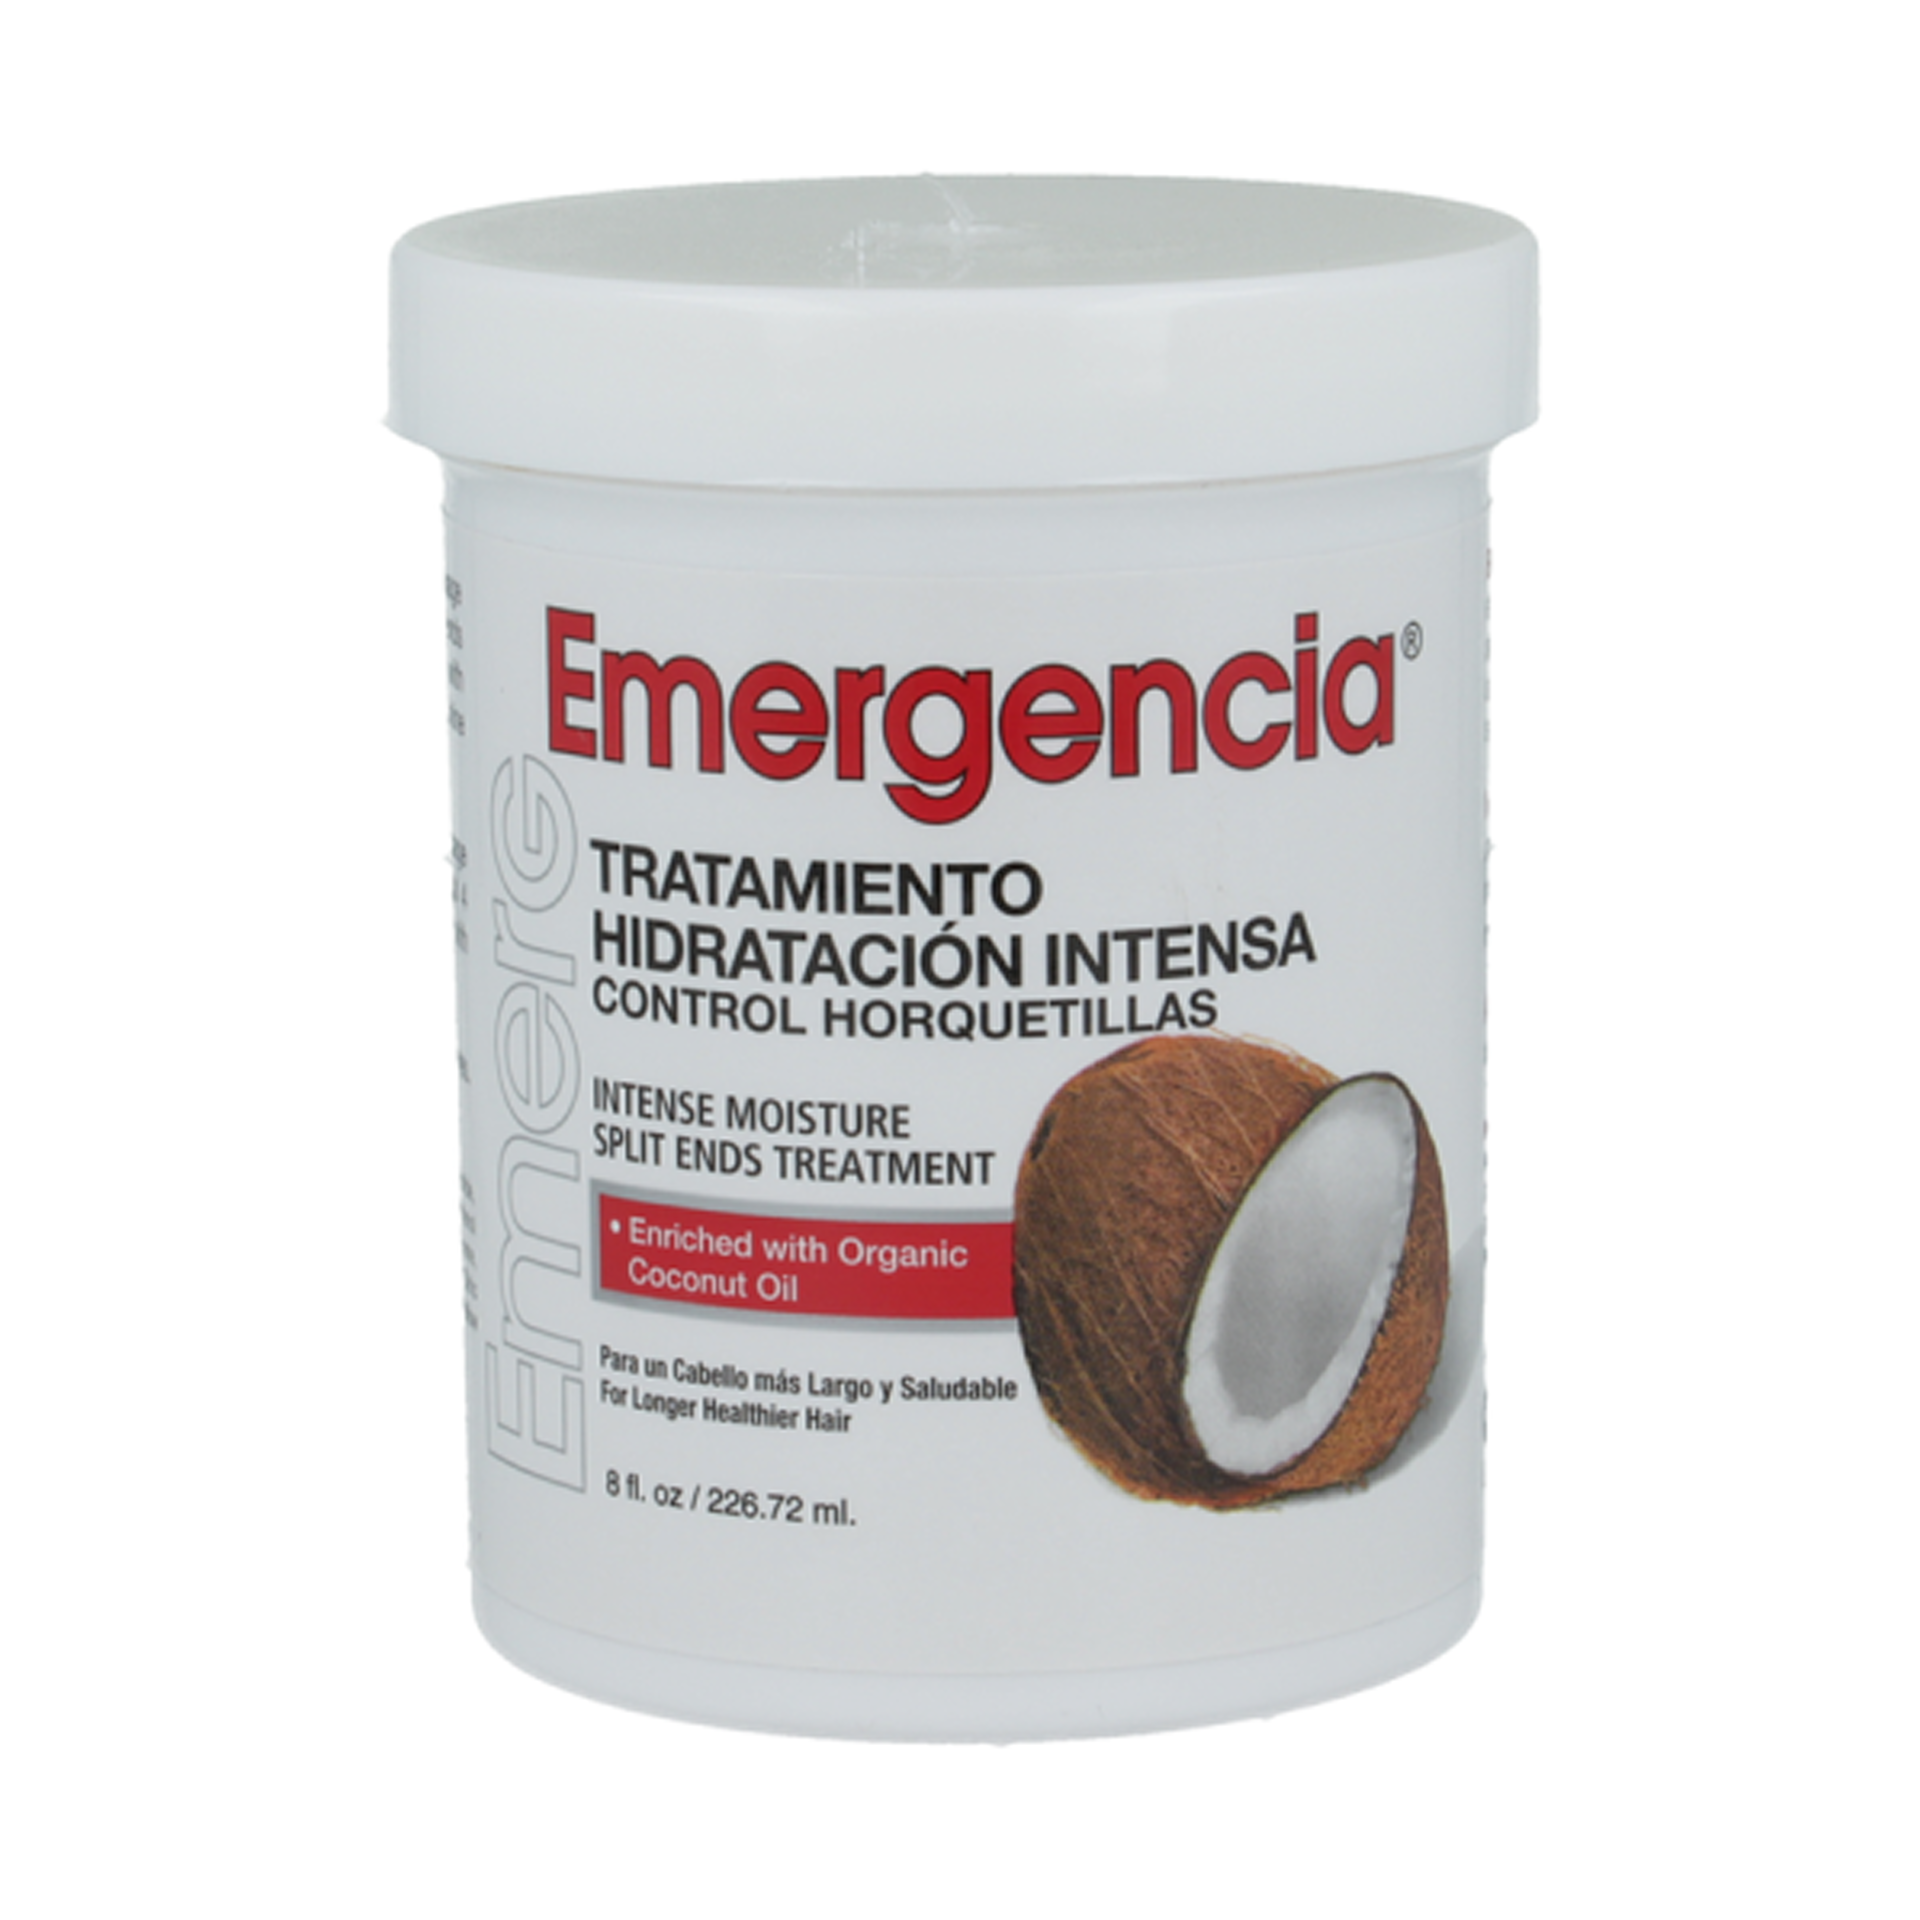 Emergencia®
EmerG
TRATAMIENTO
HIDRATACIÓN INTENSA
CONTROL HORQUETILLAS
INTENSE MOISTURE
SPLIT ENDS TREATMENT
• Enriched with Organic
Coconut Oil
Para un Cabello más Largo y Saludable
For Longer Healthier Hair
8 fl. oz / 226.72 ml.